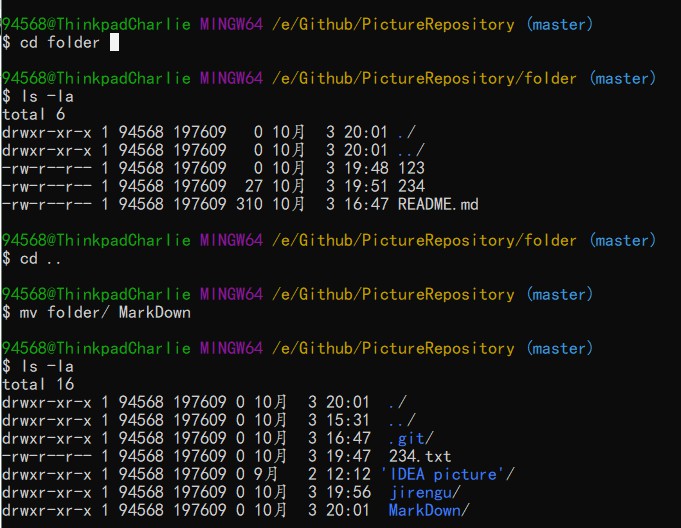 94568@ThinkpadCharlie MINGW64 /e/Github/PictureRepository (master)
$ cd folder
94568@ThinkpadCharlie MINGW64 /e/Github/PictureRepository/folder (master)
$ ls -la
total 6
drwxr-xr-x 1 94568 197609   0 10月  3 20:01 ./
drwxr-xr-x 1 94568 197609   0 10月  3 20:01 ../
-rw-r--r-- 1 94568 197609   0 10月  3 19:48 123
-rw-r--r-- 1 94568 197609  27 10月  3 19:51 234
-rw-r--r-- 1 94568 197609 310 10月  3 16:47 README.md
94568@ThinkpadCharlie MINGW64 /e/Github/PictureRepository/folder (master)
$ cd ..
94568@ThinkpadCharlie MINGW64 /e/Github/PictureRepository (master)
$ mv folder/ MarkDown
94568@ThinkpadCharlie MINGW64 /e/Github/PictureRepository (master)
$ ls -la
total 16
drwxr-xr-x 1 94568 197609 0 10月  3 20:01  ./
drwxr-xr-x 1 94568 197609 0 10月  3 15:31  ../
drwxr-xr-x 1 94568 197609 0 10月  3 16:47  .git/
-rw-r--r-- 1 94568 197609 0 10月  3 19:47  234.txt
drwxr-xr-x 1 94568 197609 0 9月   2 12:12 'IDEA picture'/
drwxr-xr-x 1 94568 197609 0 10月  3 19:56  jirengu/
drwxr-xr-x 1 94568 197609 0 10月  3 20:01  MarkDown/